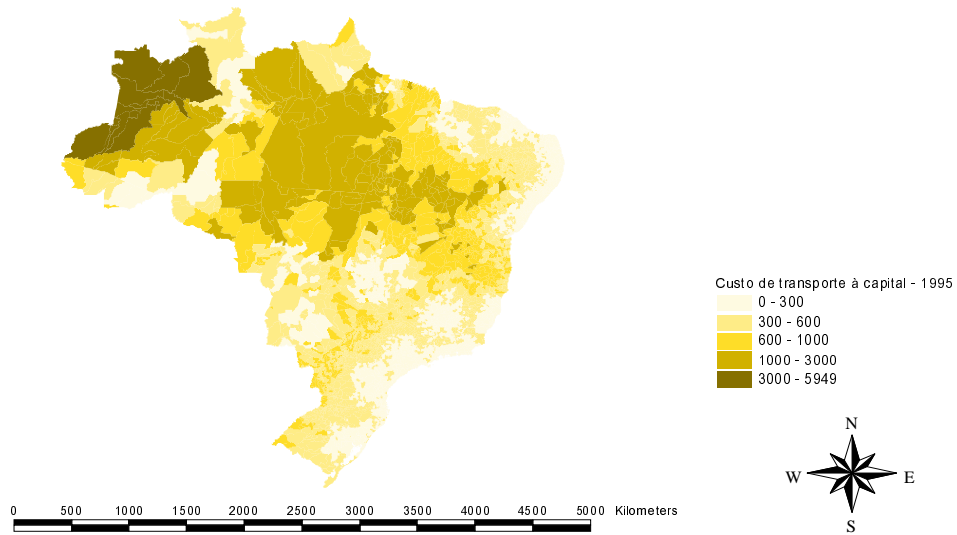 Custo de transporte à capital - 1995
0 - 300
300 - 600
600 - 1000
1000 - 3000
3000 - 5949
N
W E
S
0 500 1000 1500 2000 2500 3000 3500 4000 4500 5000 Kilometers